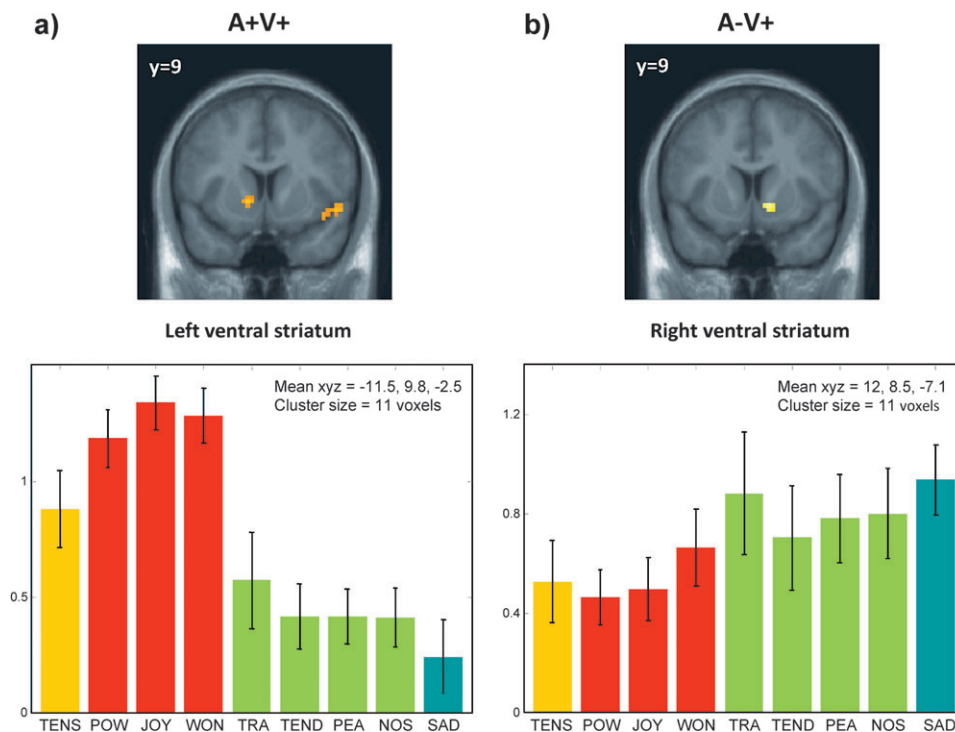 a)
A+V+
y=9
Left ventral striatum
Mean xyz = -11.5, 9.8, -2.5
Cluster size = 11 voxels
1
0.5
0
TENS POW JOY WON TRA TEND PEA NOS SAD
b)
A-V+
y=9
Right ventral striatum
Mean xyz = 12, 8.5, -7.1
Cluster size = 11 voxels
1.2
0.8
0.4
0
TENS POW JOY WON TRA TEND PEA NOS SAD